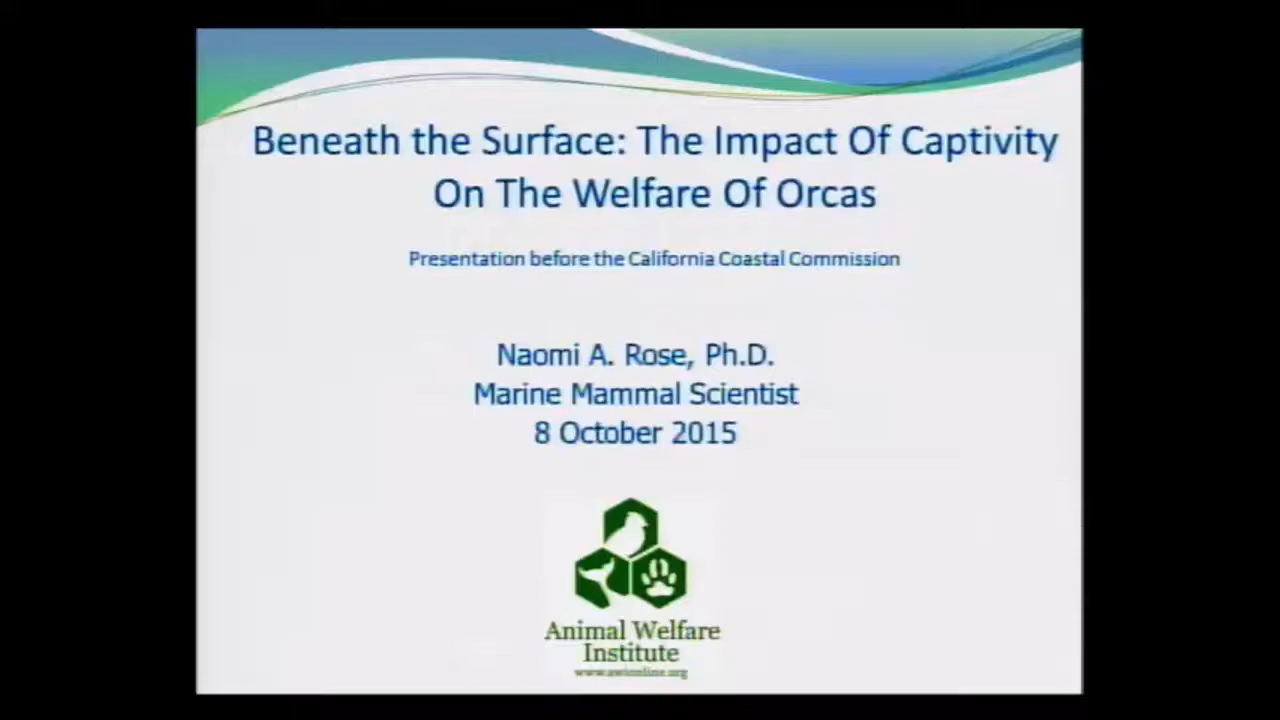 Beneath the Surface: The Impact Of Captivity
On The Welfare Of Orcas
Presentation before the California Coastal Commission
Naomi A. Rose, Ph.D.
Marine Mammal Scientist
8 October 2015
Animal Welfare
Institute
www.awionline.org